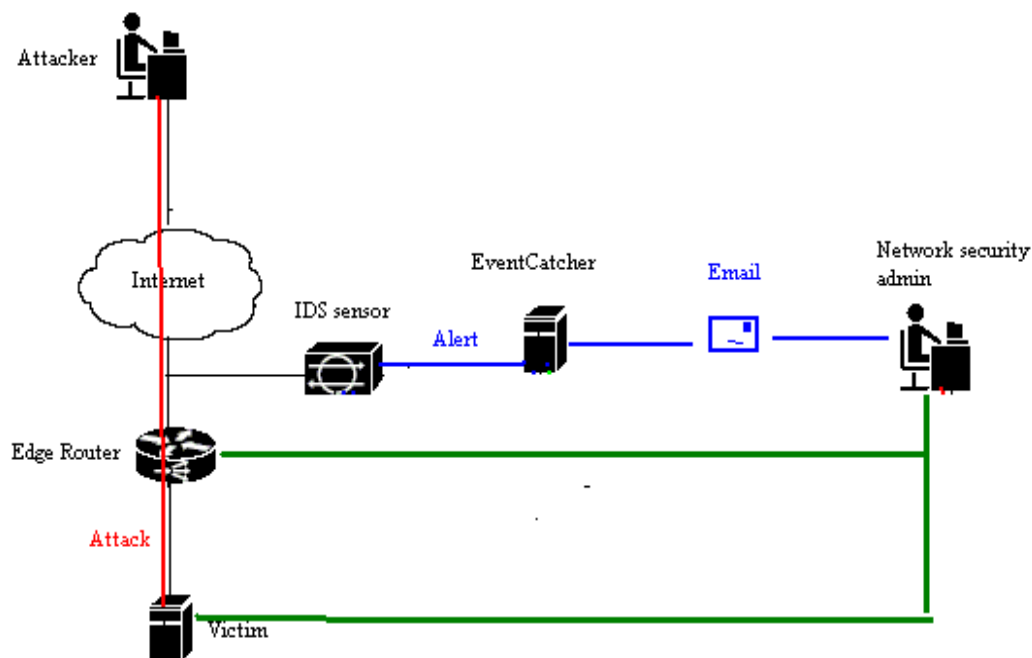 Attacker
Internet
EventCatcher
Email
Network security
admin
IDS sensor
Alert
Edge Router
Attack
Victim